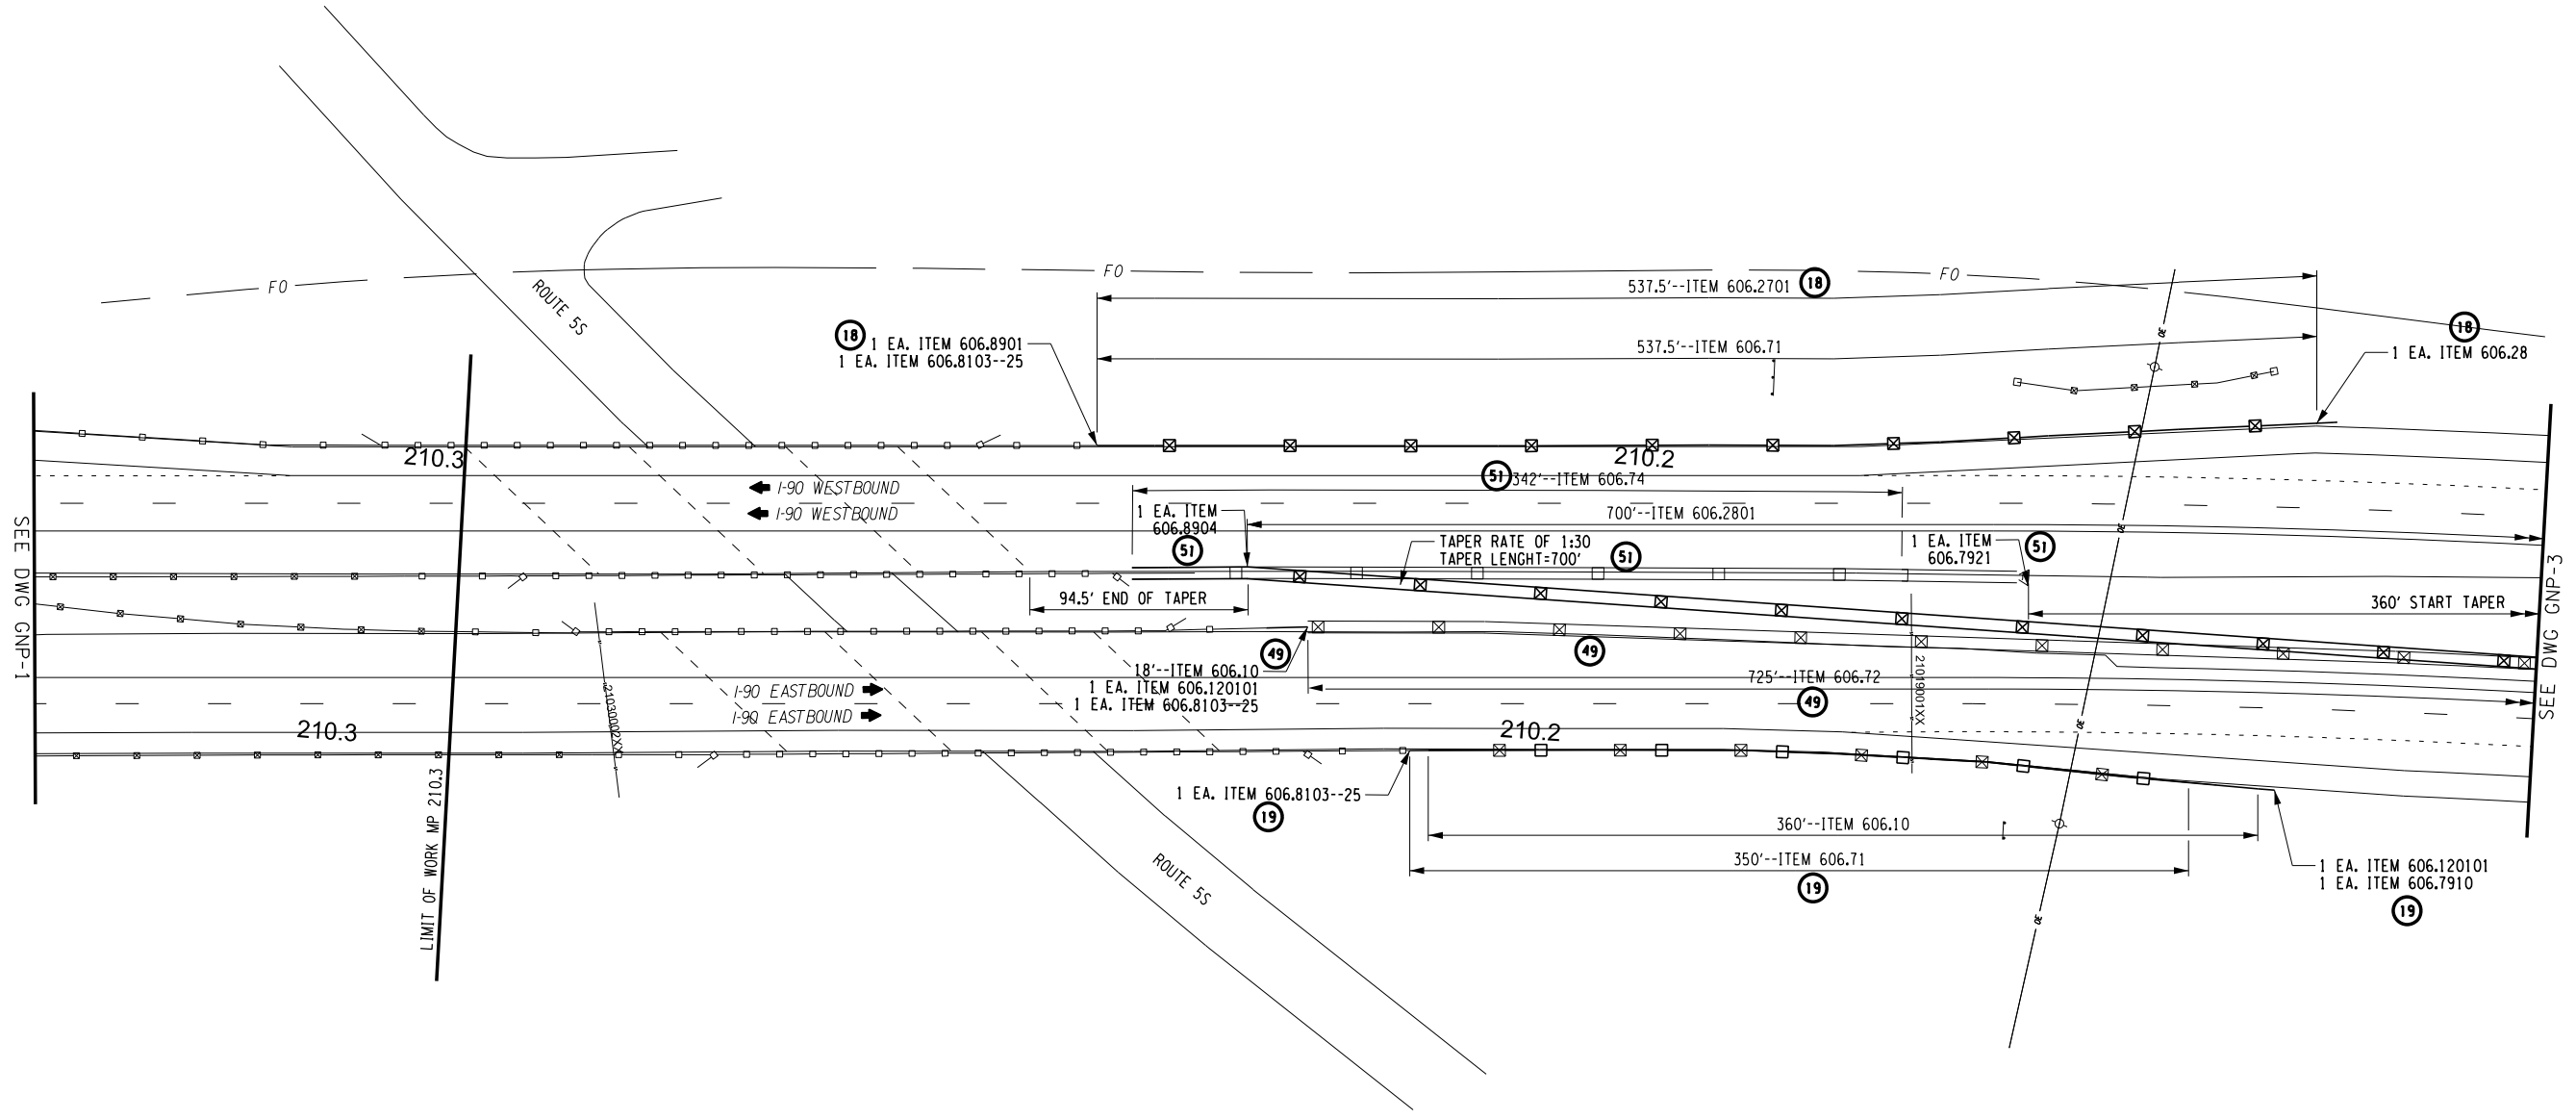 FO
FO
FO
ROUTE 5S
537.5'--ITEM 606.2701
18
18
1 EA. ITEM 606.8901
1 EA. ITEM 606.8103--25
537.5'--ITEM 606.71
18
1 EA. ITEM 606.28
OE
210.3
210.2
51
342'--ITEM 606.74
I-90 WESTBOUND
I-90 WESTBOUND
1 EA. ITEM
606.8904
51
700'--ITEM 606.2801
TAPER RATE OF 1:30
TAPER LENGHT=700'
51
1 EA. ITEM
606.7921
51
OE
SEE DWG GNP-1
SEE DWG GNP-3
94.5' END OF TAPER
360' START TAPER
49
49
18'--ITEM 606.10
1 EA. ITEM 606.120101
1 EA. ITEM 606.8103--25
725'--ITEM 606.72
49
I-90 EASTBOUND
I-90 EASTBOUND
21030002XX
21019001XX
OE
210.3
210.2
LIMIT OF WORK MP 210.3
1 EA. ITEM 606.8103--25
19
360'--ITEM 606.10
350'--ITEM 606.71
19
ROUTE 5S
1 EA. ITEM 606.120101
1 EA. ITEM 606.7910
19
OE